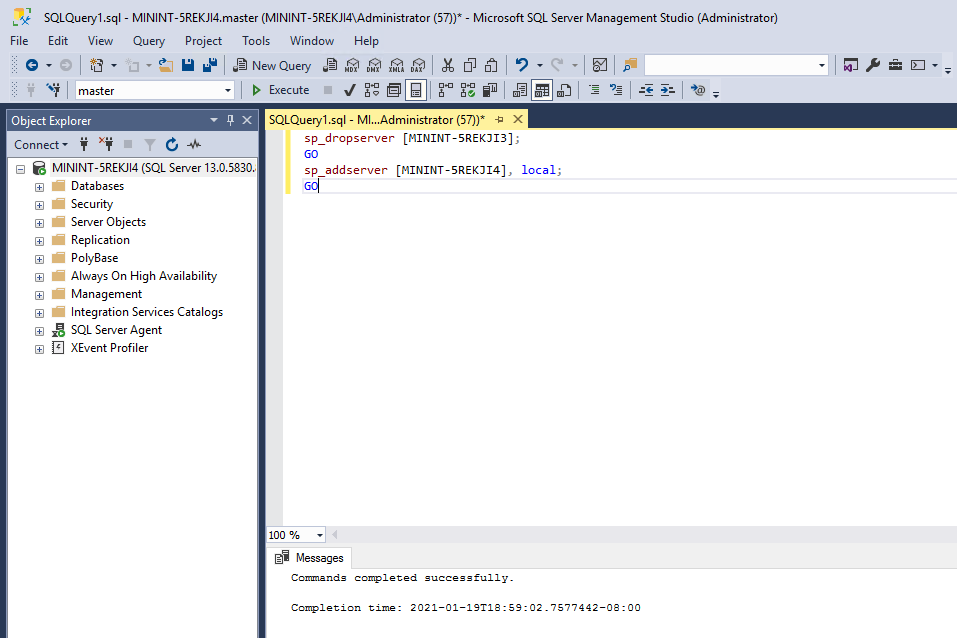 SQLQuery1.sql - MININT-5REKJI4.master (MININT-5REKJI4\Administrator (57))* - Microsoft SQL Server Management Studio (Administrator)
File Edit View Query Project Tools Window Help
New Query MDX DMX XMLA DAX
master Execute
Object Explorer
SQLQuery1.sql - MI...Administrator (57))*
Connect
MININT-5REKJI4 (SQL Server 13.0.5830.
Databases
Security
Server Objects
Replication
PolyBase
Always On High Availability
Management
Integration Services Catalogs
SQL Server Agent
XEvent Profiler
sp_dropserver [MININT-5REKJI3];
GO
sp_addserver [MININT-5REKJI4], local;
GO
100 %
Messages
Commands completed successfully.
Completion time: 2021-01-19T18:59:02.7577442-08:00